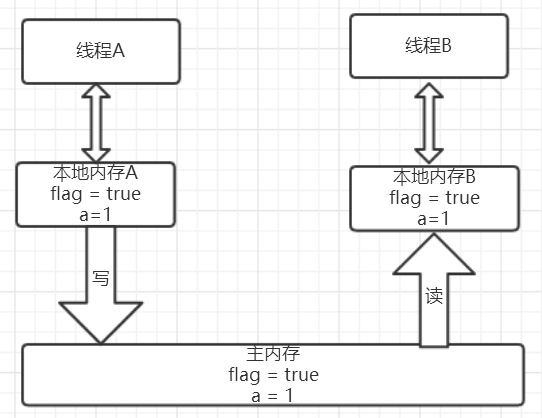 线程A
线程B
本地内存A
flag = true
a=1
本地内存B
flag = true
a=1
写
读
主内存
flag = true
a = 1